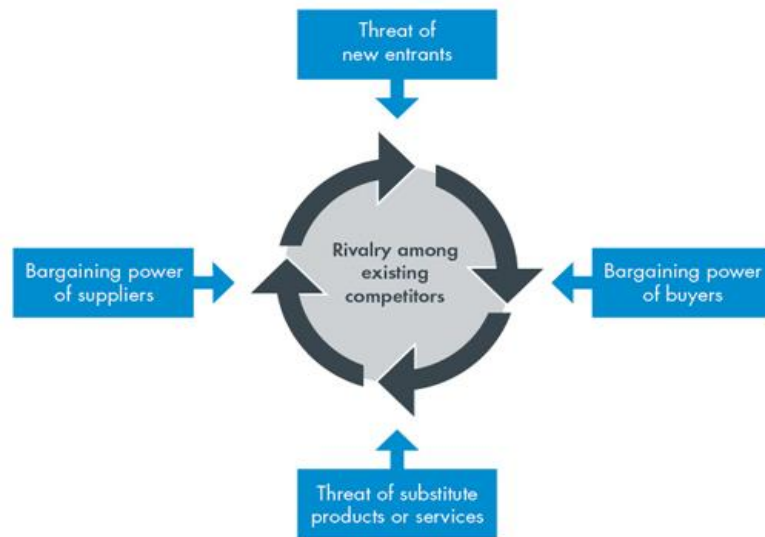 Threat of
new entrants
Bargaining power
of suppliers
Rivalry among
existing
competitors
Bargaining power
of buyers
Threat of substitute
products or services